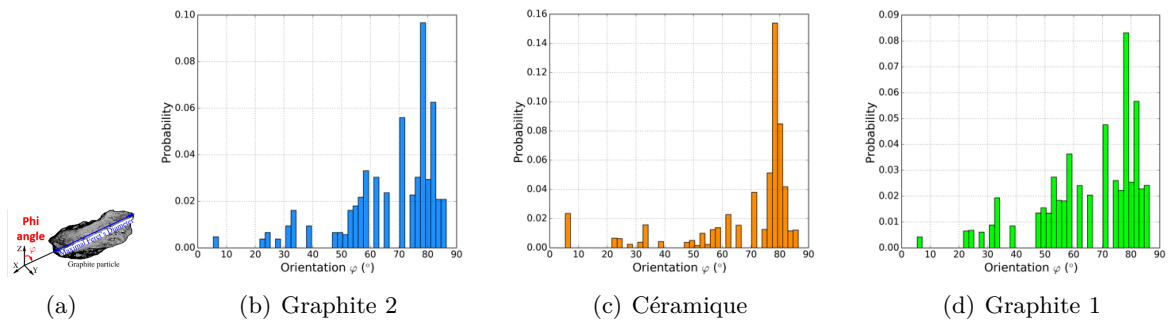 Phi
angle
Z
φ
X
Y
Maximal Feret's Diameter
Graphite particle
(a)
Probability
0.10
0.08
0.06
0.04
0.02
0.00
0 10 20 30 40 50 60 70 80 90
Orientation φ (°)
(b) Graphite 2
Probability
0.16
0.14
0.12
0.10
0.08
0.06
0.04
0.02
0.00
0 10 20 30 40 50 60 70 80 90
Orientation φ (°)
(c) Céramique
Probability
0.09
0.08
0.07
0.06
0.05
0.04
0.03
0.02
0.01
0.00
0 10 20 30 40 50 60 70 80 90
Orientation φ (°)
(d) Graphite 1